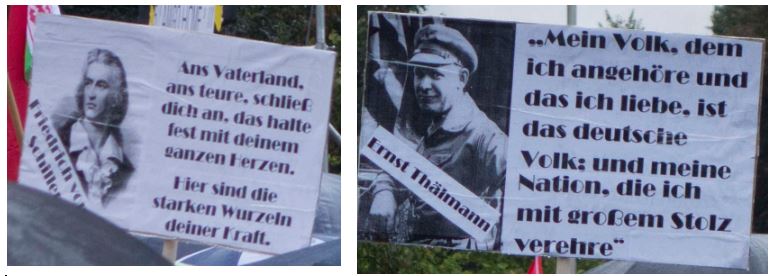 Ans Vaterland,
ans teure, schließ
dich an, das halte
fest mit deinem
ganzen Herzen.
Hier sind die
starken Wurzeln
deiner Kraft.
Friedrich von
Schiller
„Mein Volk, dem
ich angehöre und
das ich liebe, ist
das deutsche
Volk; und meine
Nation, die ich
mit großem Stolz
verehre“
Ernst Thälmann